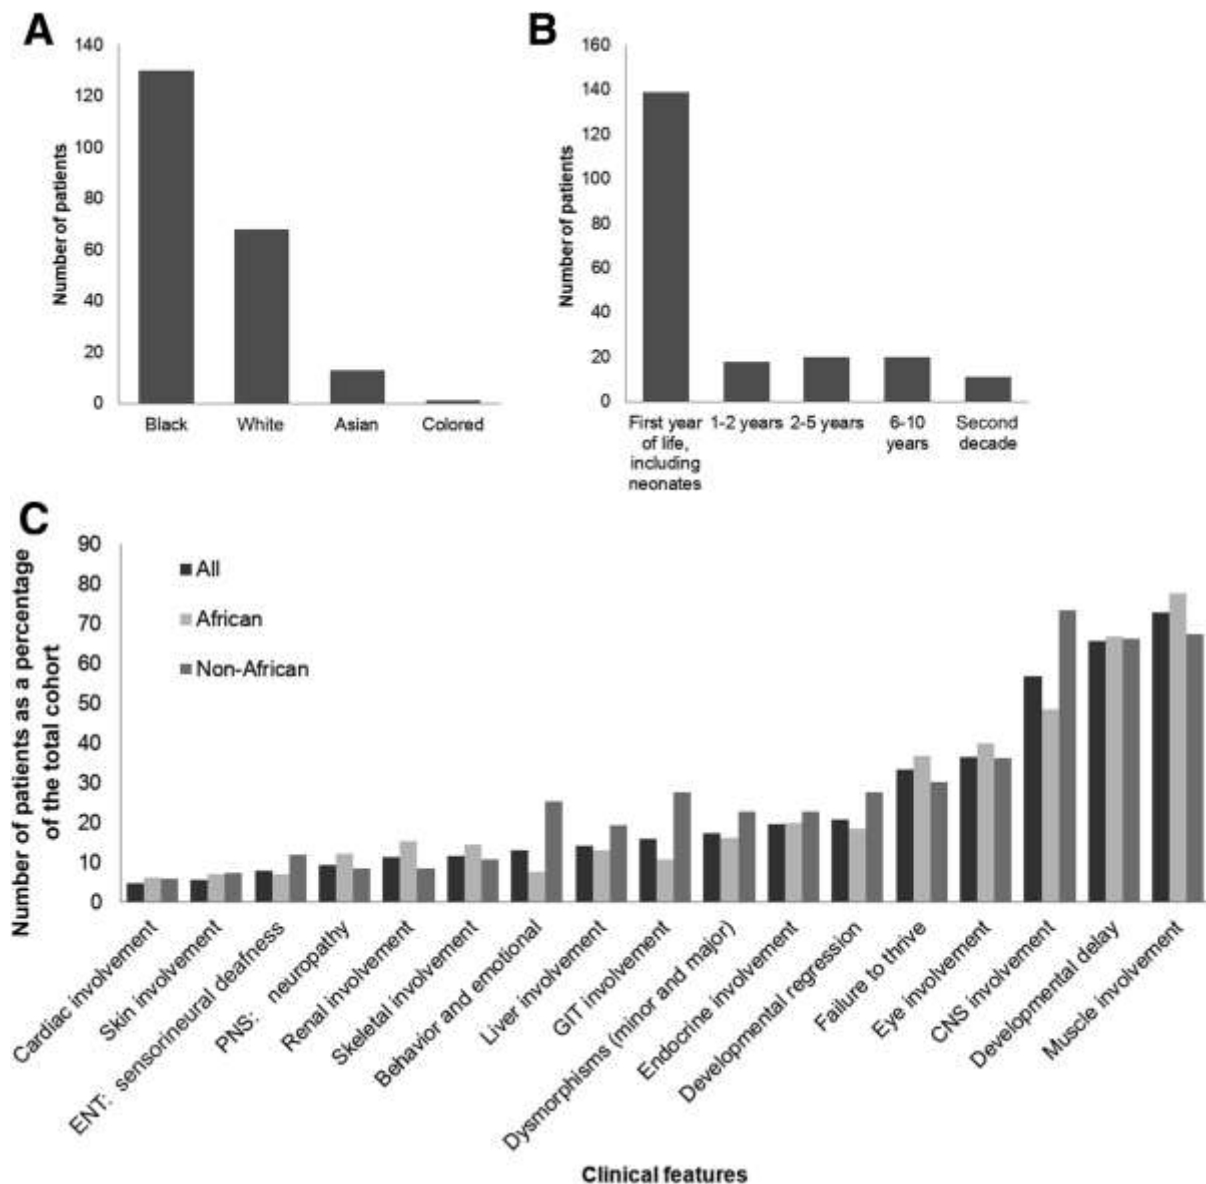 A
140
120
100
80
60
40
20
0
Number of patients
Black
White
Asian
Colored
B
160
140
120
100
80
60
40
20
0
Number of patients
First year
of life,
including
neonates
1-2 years
2-5 years
6-10
years
Second
decade
C
90
80
70
60
50
40
30
20
10
0
Number of patients as a percentage
of the total cohort
All
African
Non-African
Cardiac involvement
Skin involvement
ENT: sensorineural deafness
PNS: neuropathy
Renal involvement
Skeletal involvement
Behavior and emotional
Liver involvement
GIT involvement
Dysmorphisms (minor and major)
Endocrine involvement
Developmental regression
Failure to thrive
Eye involvement
CNS involvement
Developmental delay
Muscle involvement
Clinical features